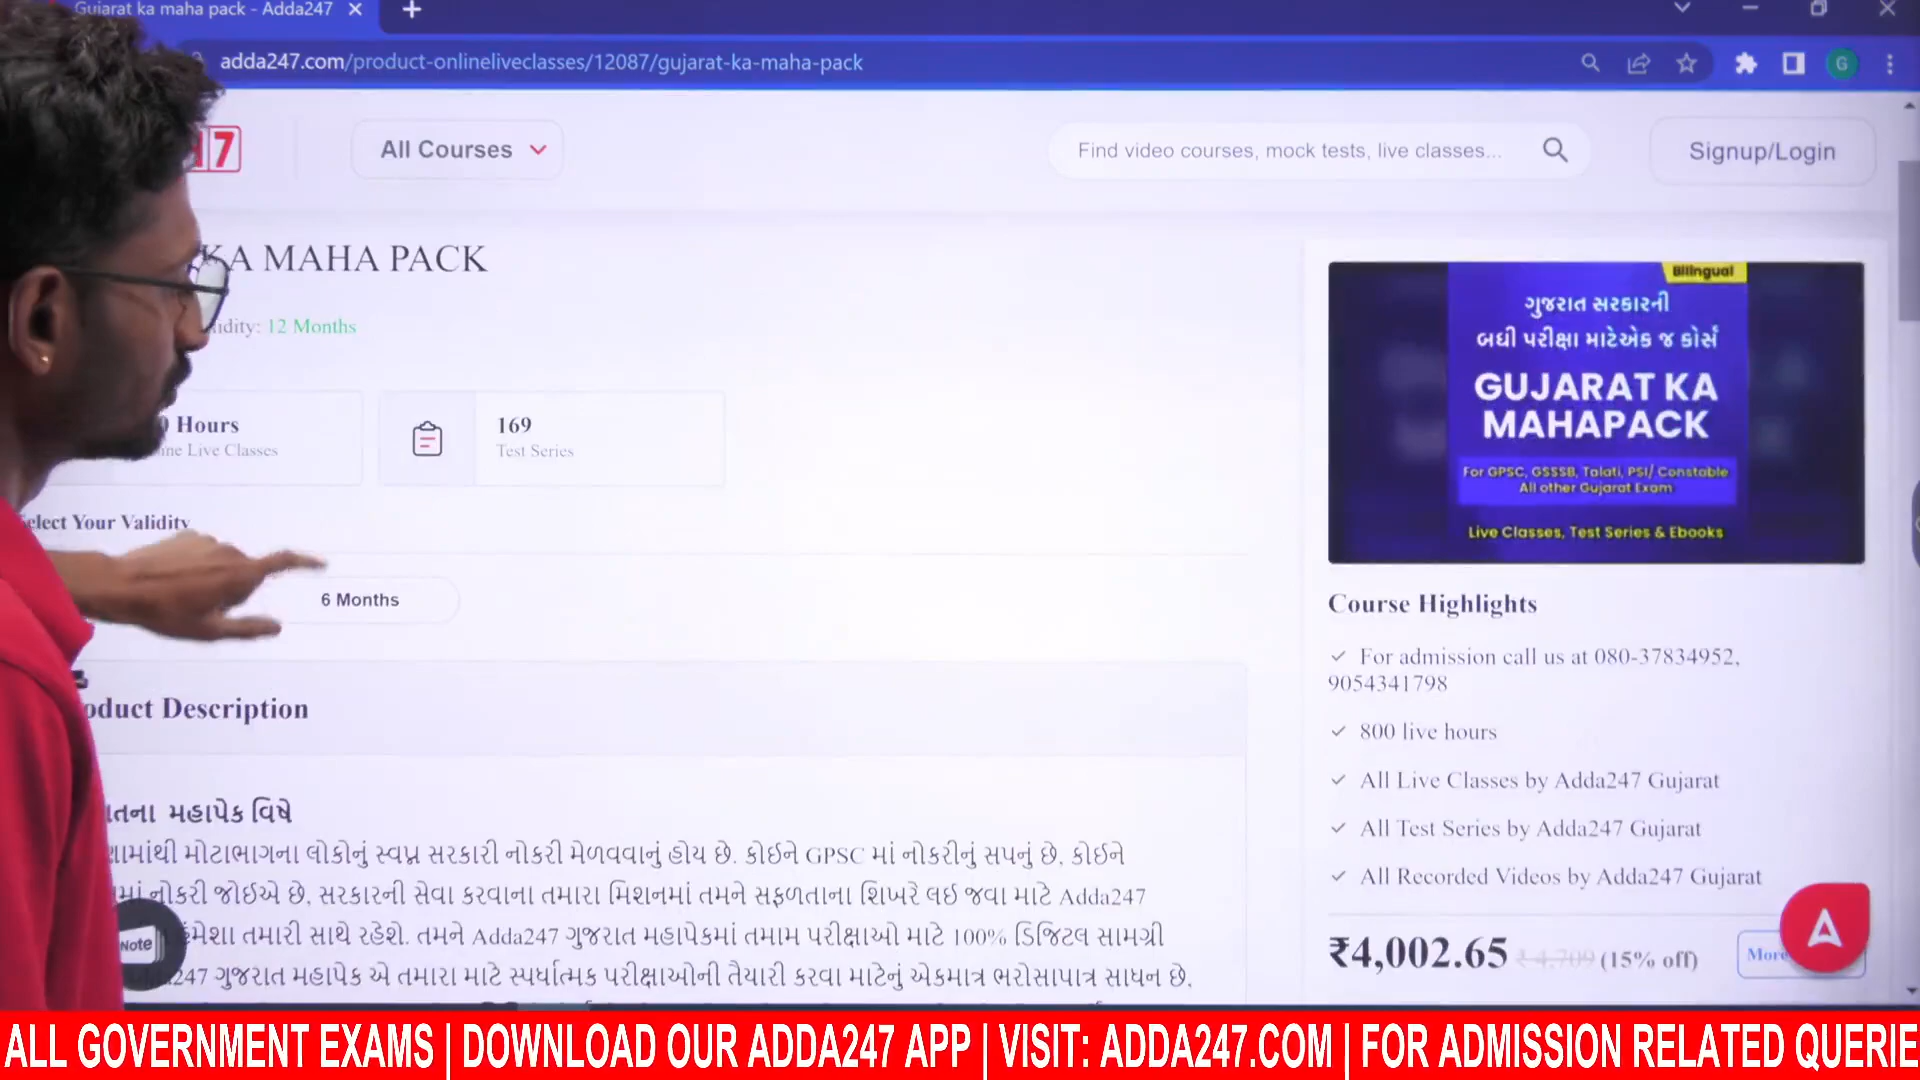 Gujarat ka maha pack - Adda247
adda247.com/product-onlineliveclasses/12087/gujarat-ka-maha-pack
G
7
All Courses
Find video courses, mock tests, live classes...
Signup/Login
KA MAHA PACK
12 Months
Hours
Live Classes
169
Test Series
Select Your Validity
6 Months
Product Description
મહાપેક વિષે
મોટાભાગના લોકોનું સ્વપ્ન સરકારી નોકરી મેળવવાનું હોય છે. કોઈને GPSC માં નોકરીનું સપનું છે, કોઈને
નોકરી જોઈએ છે, સરકારની સેવા કરવાના તમારા મિશનમાં તમને સફળતાના શિખરે લઈ જવા માટે Adda247
હંમેશા તમારી સાથે રહેશે. તમને Adda247 ગુજરાત મહાપેકમાં તમામ પરીક્ષાઓ માટે 100% ડિજિટલ સામગ્રી
247 ગુજરાત મહાપેક એ તમારા માટે સ્પર્ધાત્મક પરીક્ષાઓની તૈયારી કરવા માટેનું એકમાત્ર ભરોસાપાત્ર સાધન છે,
Note
Bilingual
ગુજરાત સરકારની
બધી પરીક્ષા માટેએક જ કોર્સ
GUJARAT KA
MAHAPACK
For GPSC, GSSSB, Talati, PSI/ Constable
All other Gujarat Exam
Live Classes, Test Series & Ebooks
Course Highlights
For admission call us at 080-37834952,
9054341798
800 live hours
All Live Classes by Adda247 Gujarat
All Test Series by Adda247 Gujarat
All Recorded Videos by Adda247 Gujarat
₹4,002.65 ₹ 4,709 (15% off)
More
ALL GOVERNMENT EXAMS | DOWNLOAD OUR ADDA247 APP | VISIT: ADDA247.COM | FOR ADMISSION RELATED QUERIE